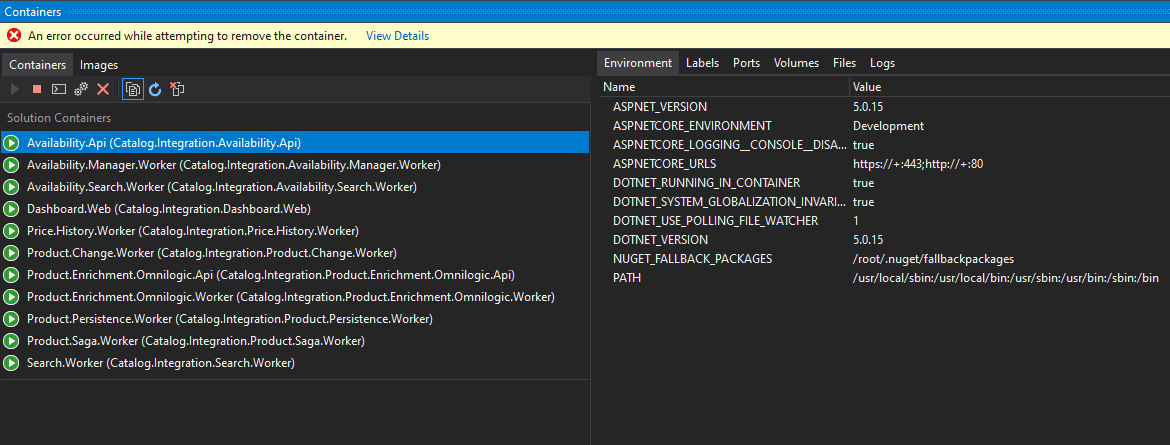 Containers
An error occurred while attempting to remove the container. View Details
Containers Images
Solution Containers
Availability.Api (Catalog.Integration.Availability.Api)
Availability.Manager.Worker (Catalog.Integration.Availability.Manager.Worker)
Availability.Search.Worker (Catalog.Integration.Availability.Search.Worker)
Dashboard.Web (Catalog.Integration.Dashboard.Web)
Price.History.Worker (Catalog.Integration.Price.History.Worker)
Product.Change.Worker (Catalog.Integration.Product.Change.Worker)
Product.Enrichment.Omnilogic.Api (Catalog.Integration.Product.Enrichment.Omnilogic.Api)
Product.Enrichment.Omnilogic.Worker (Catalog.Integration.Product.Enrichment.Omnilogic.Worker)
Product.Persistence.Worker (Catalog.Integration.Product.Persistence.Worker)
Product.Saga.Worker (Catalog.Integration.Product.Saga.Worker)
Search.Worker (Catalog.Integration.Search.Worker)
Environment Labels Ports Volumes Files Logs
Name Value
ASPNET_VERSION 5.0.15
ASPNETCORE_ENVIRONMENT Development
ASPNETCORE_LOGGING__CONSOLE__DISA... true
ASPNETCORE_URLS https://+:443;http://+:80
DOTNET_RUNNING_IN_CONTAINER true
DOTNET_SYSTEM_GLOBALIZATION_INVARI... true
DOTNET_USE_POLLING_FILE_WATCHER 1
DOTNET_VERSION 5.0.15
NUGET_FALLBACK_PACKAGES /root/.nuget/fallbackpackages
PATH /usr/local/sbin:/usr/local/bin:/usr/sbin:/usr/bin:/sbin:/bin